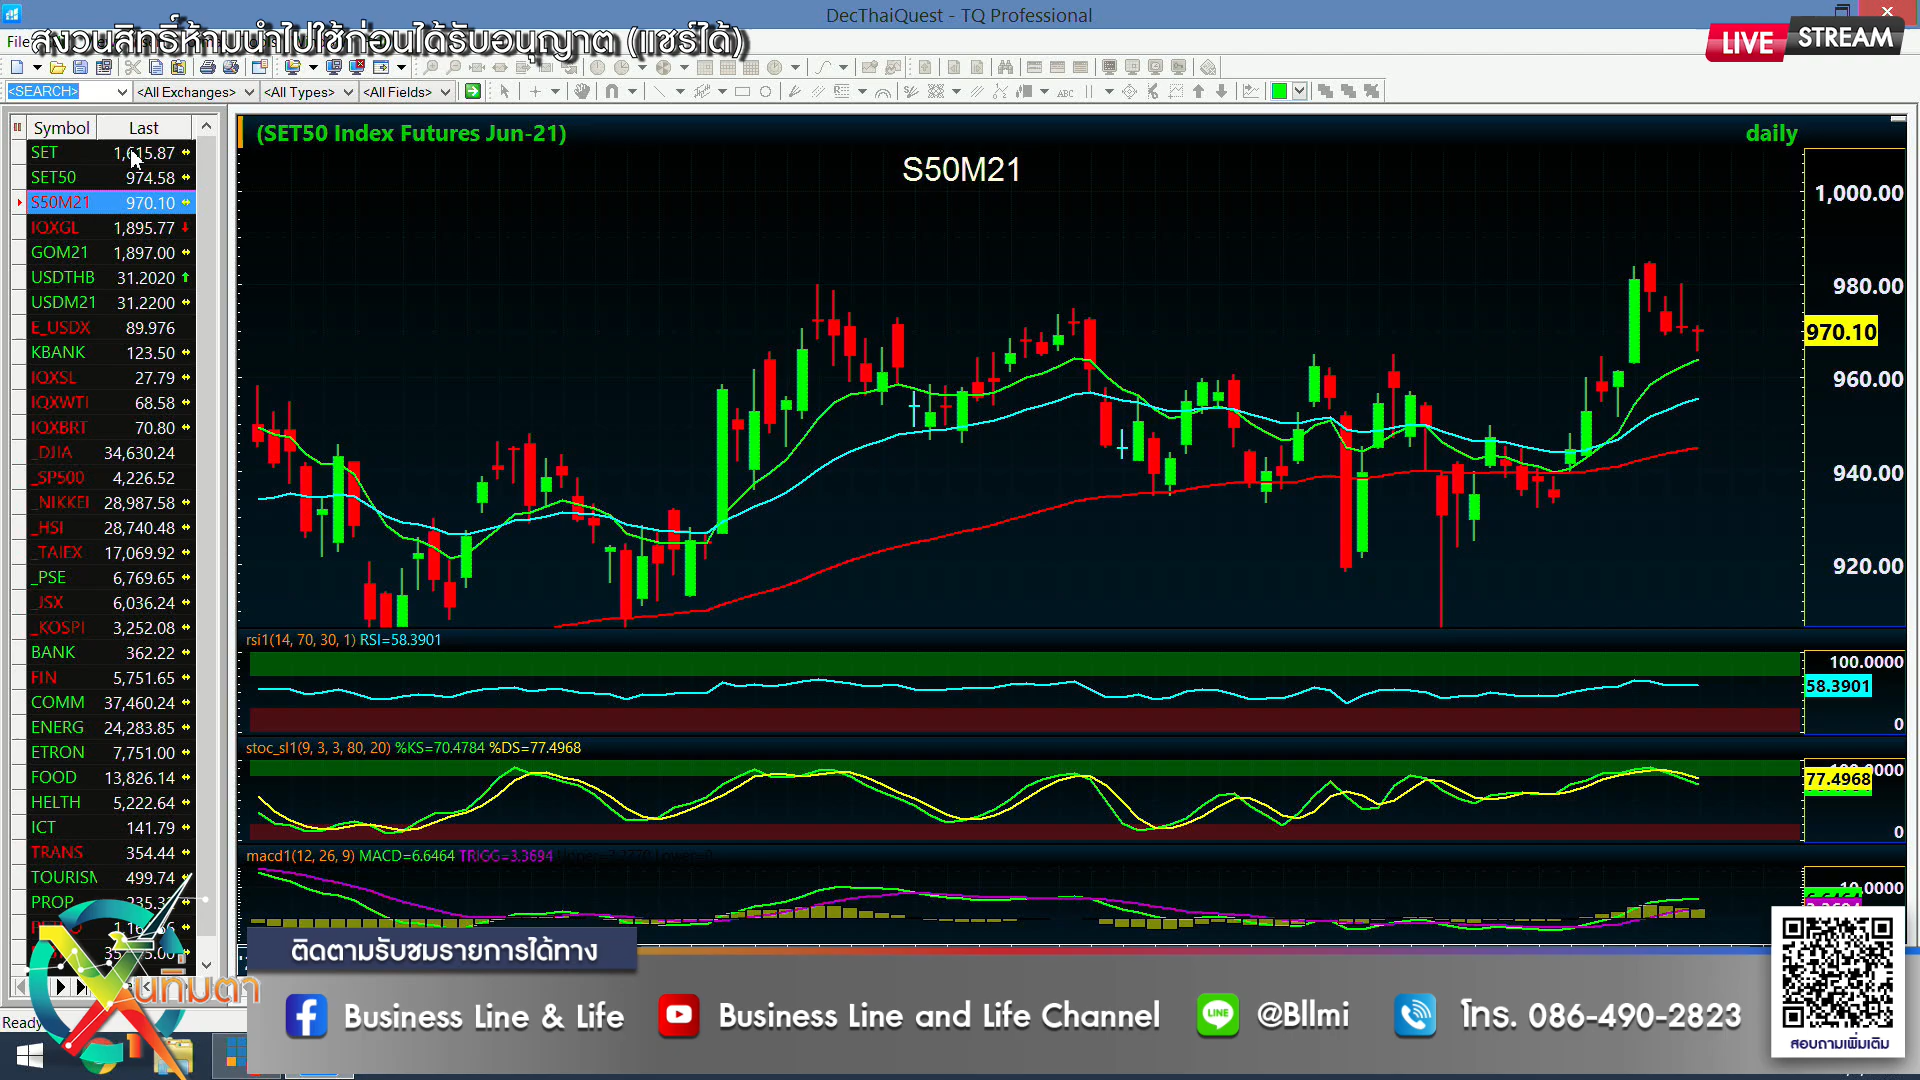 DecThaiQuest - TQ Professional
สงวนสิทธิ์ห้ามนำไปใช้ก่อนได้รับอนุญาต (แชร์ได้)
LIVE STREAM
File
<SEARCH> <All Exchanges> <All Types> <All Fields>
Symbol Last
SET 1,615.87
SET50 974.58
S50M21 970.10
IQXGL 1,895.77
GOM21 1,897.00
USDTHB 31.2020
USDM21 31.2200
E_USDX 89.976
KBANK 123.50
IQXSL 27.79
IQXWTI 68.58
IQXBRT 70.80
_DJIA 34,630.24
_SP500 4,226.52
_NIKKEI 28,987.58
_HSI 28,740.48
_TAIEX 17,069.92
_PSE 6,769.65
_JSX 6,036.24
_KOSPI 3,252.08
BANK 362.22
FIN 5,751.65
COMM 37,460.24
ENERG 24,283.85
ETRON 7,751.00
FOOD 13,826.14
HELTH 5,222.64
ICT 141.79
TRANS 354.44
TOURISM 499.74
PROP
(SET50 Index Futures Jun-21) daily
S50M21
1,000.00
980.00
970.10
960.00
940.00
920.00
rsi1(14, 70, 30, 1) RSI=58.3901
100.0000
58.3901
0
stoc_sl1(9, 3, 3, 80, 20) %KS=70.4784 %DS=77.4968
77.4968
0
macd1(12, 26, 9) MACD=6.6464 TRIGG=3.3694
10.0000
ติดตามรับชมรายการได้ทาง
Business Line & Life
Business Line and Life Channel
LINE @Bllmi
โทร. 086-490-2823
สอบถามเพิ่มเติม
Ready